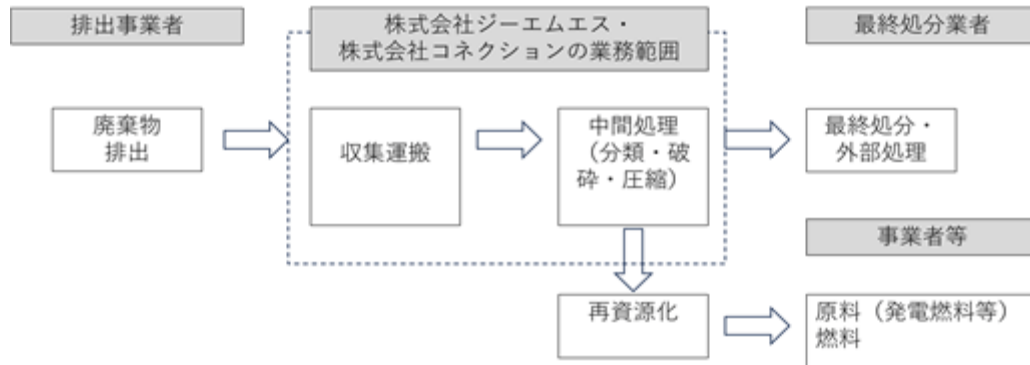 排出事業者
株式会社ジーエムエス・
株式会社コネクションの業務範囲
最終処分業者
廃棄物
排出
収集運搬
中間処理
（分類・破
砕・圧縮）
最終処分・
外部処理
事業者等
再資源化
原料（発電燃料等）
燃料